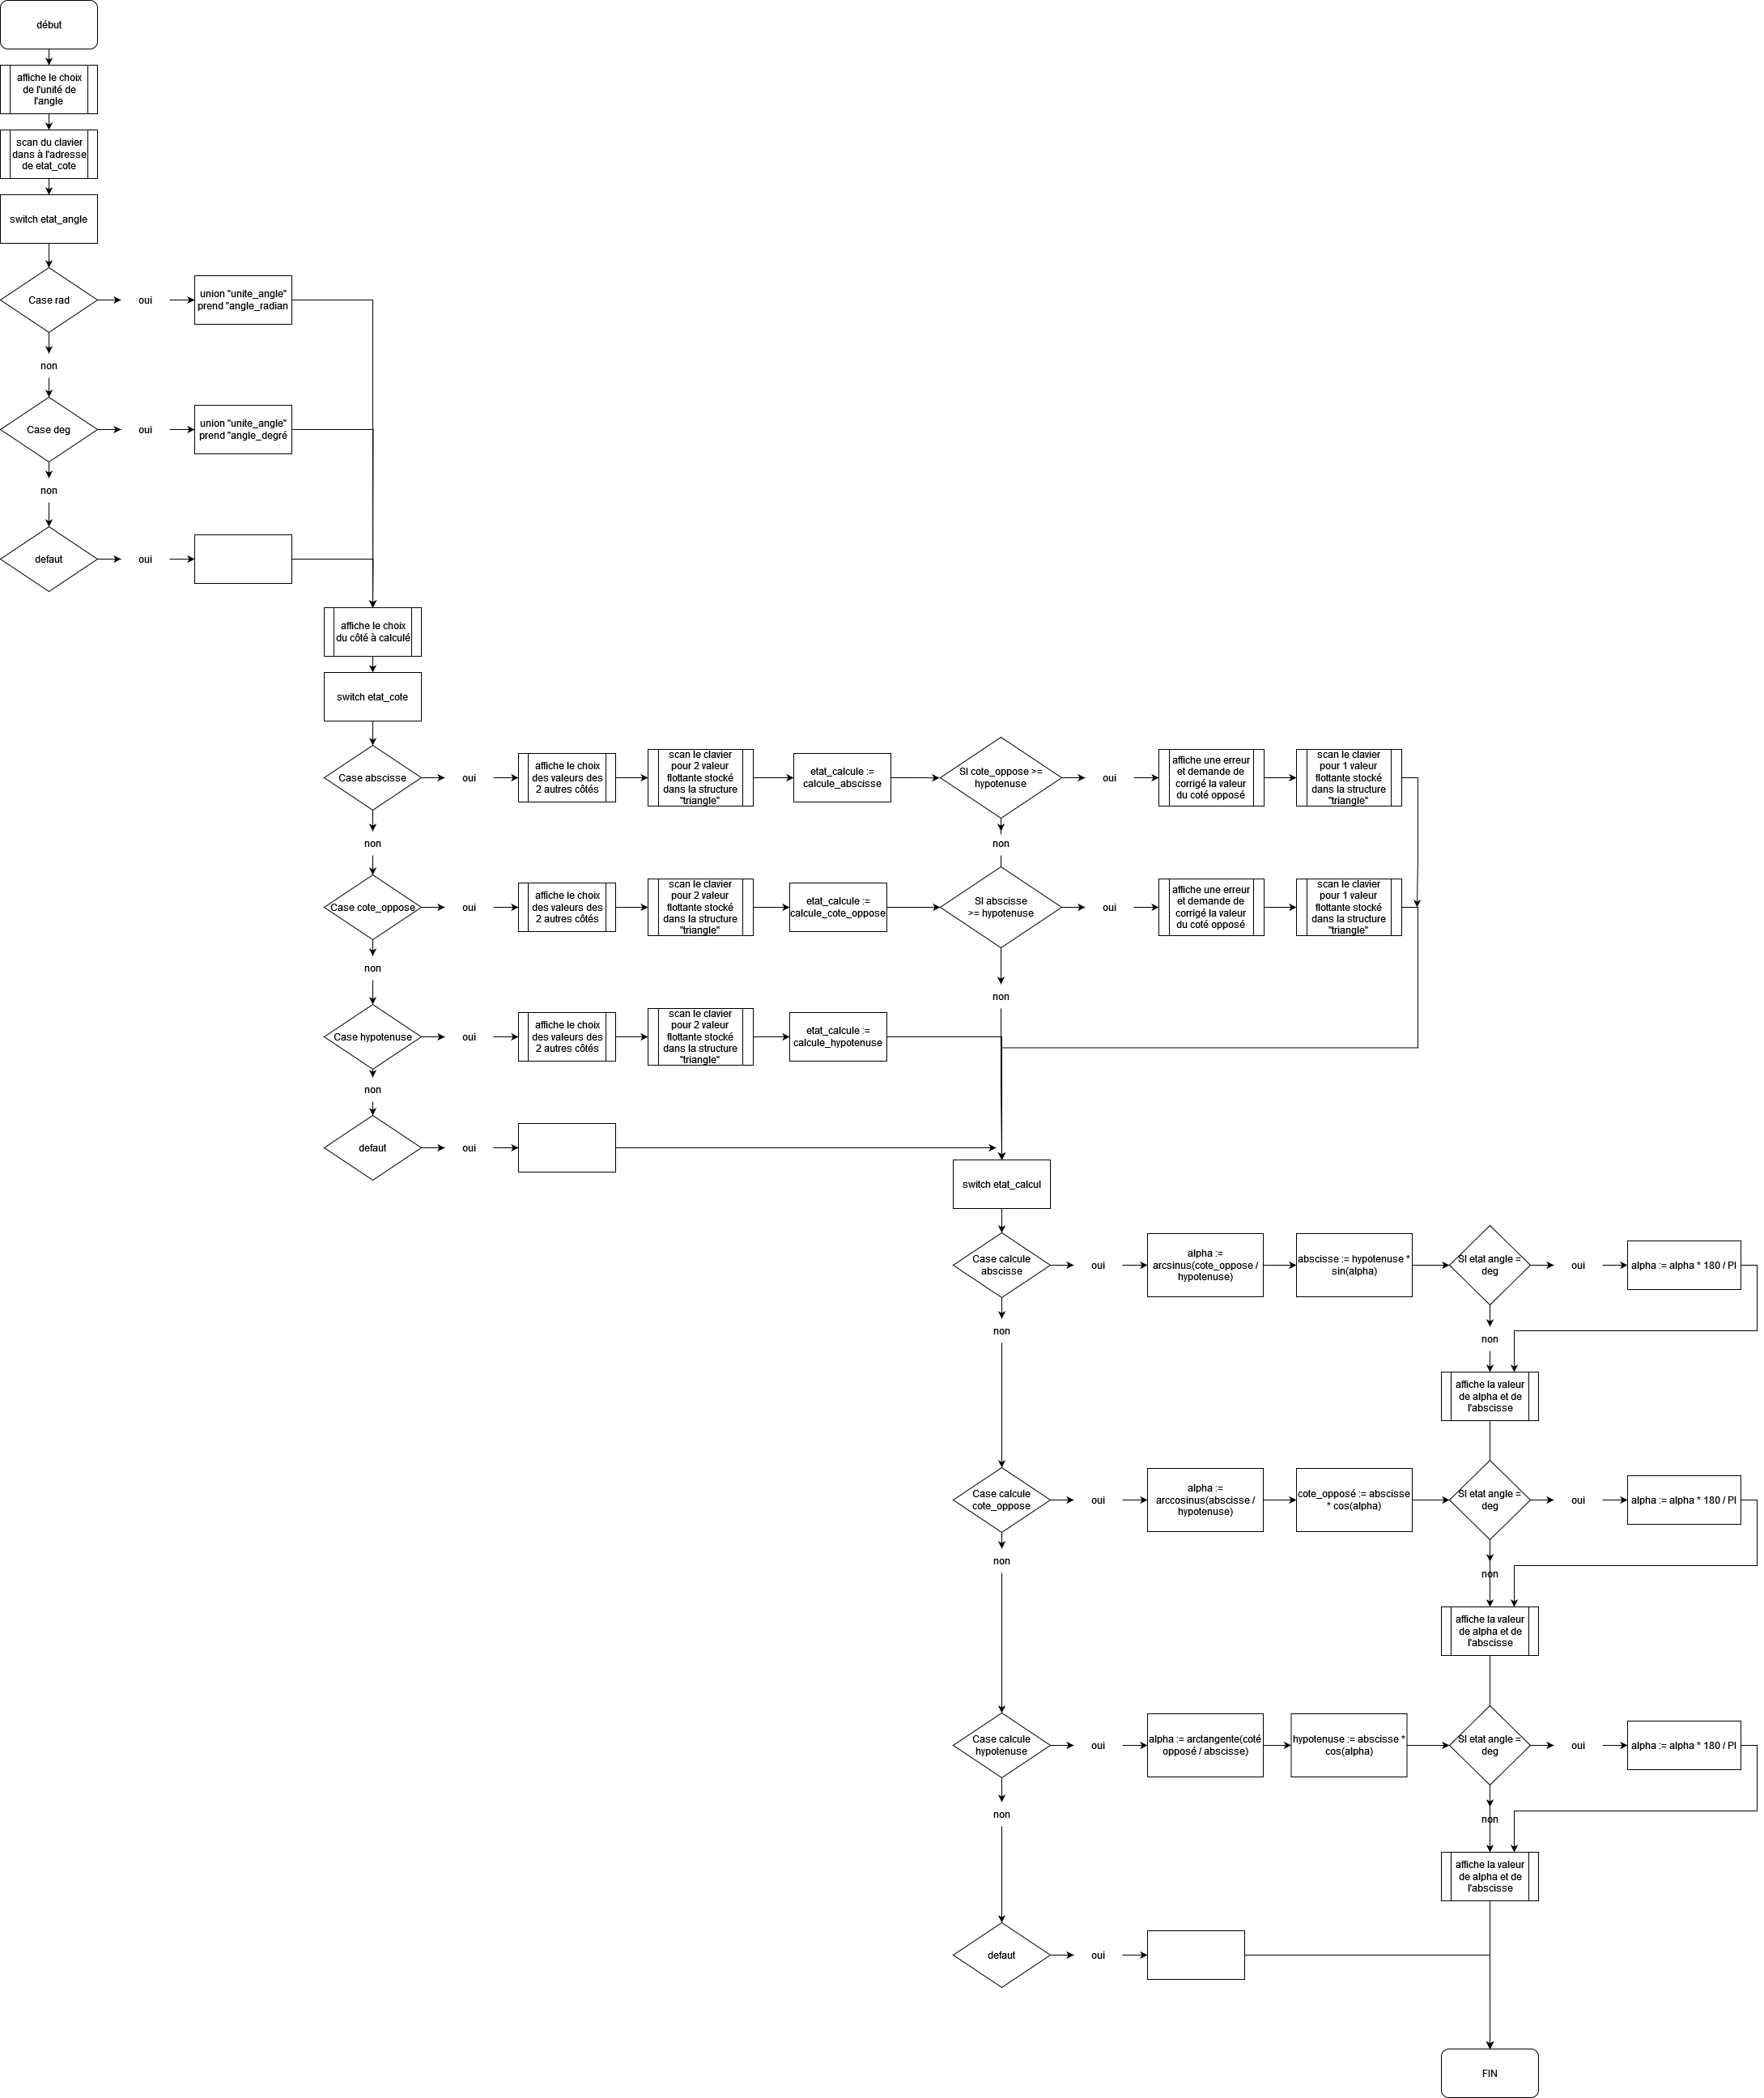 début
affiche le choix
de l'unité de
l'angle
scan du clavier
dans à l'adresse
de etat_cote
switch etat_angle
Case rad
oui
union "unite_angle"
prend "angle_radian
non
Case deg
oui
union "unite_angle"
prend "angle_degré
non
defaut
oui
affiche le choix
du côté à calculé
switch etat_cote
Case abscisse
oui
affiche le choix
des valeurs des
2 autres côtés
scan le clavier
pour 2 valeur
flottante stocké
dans la structure
"triangle"
etat_calcule :=
calcule_abscisse
SI cote_oppose >=
hypotenuse
oui
affiche une erreur
et demande de
corrigé la valeur
du coté opposé
scan le clavier
pour 1 valeur
flottante stocké
dans la structure
"triangle"
non
non
Case cote_oppose
oui
affiche le choix
des valeurs des
2 autres côtés
scan le clavier
pour 2 valeur
flottante stocké
dans la structure
"triangle"
etat_calcule :=
calcule_cote_oppose
SI abscisse
>= hypotenuse
oui
affiche une erreur
et demande de
corrigé la valeur
du coté opposé
scan le clavier
pour 1 valeur
flottante stocké
dans la structure
"triangle"
non
non
Case hypotenuse
oui
affiche le choix
des valeurs des
2 autres côtés
scan le clavier
pour 2 valeur
flottante stocké
dans la structure
"triangle"
etat_calcule :=
calcule_hypotenuse
non
defaut
oui
switch etat_calcul
Case calcule
abscisse
oui
alpha :=
arcsinus(cote_oppose /
hypotenuse)
abscisse := hypotenuse *
sin(alpha)
SI etat angle =
deg
oui
alpha := alpha * 180 / PI
non
non
affiche la valeur
de alpha et de
l'abscisse
Case calcule
cote_oppose
oui
alpha :=
arccosinus(abscisse /
hypotenuse)
cote_opposé := abscisse
* cos(alpha)
SI etat angle =
deg
oui
alpha := alpha * 180 / PI
non
non
affiche la valeur
de alpha et de
l'abscisse
Case calcule
hypotenuse
oui
alpha := arctangente(coté
opposé / abscisse)
hypotenuse := abscisse *
cos(alpha)
SI etat angle =
deg
oui
alpha := alpha * 180 / PI
non
non
affiche la valeur
de alpha et de
l'abscisse
defaut
oui
FIN